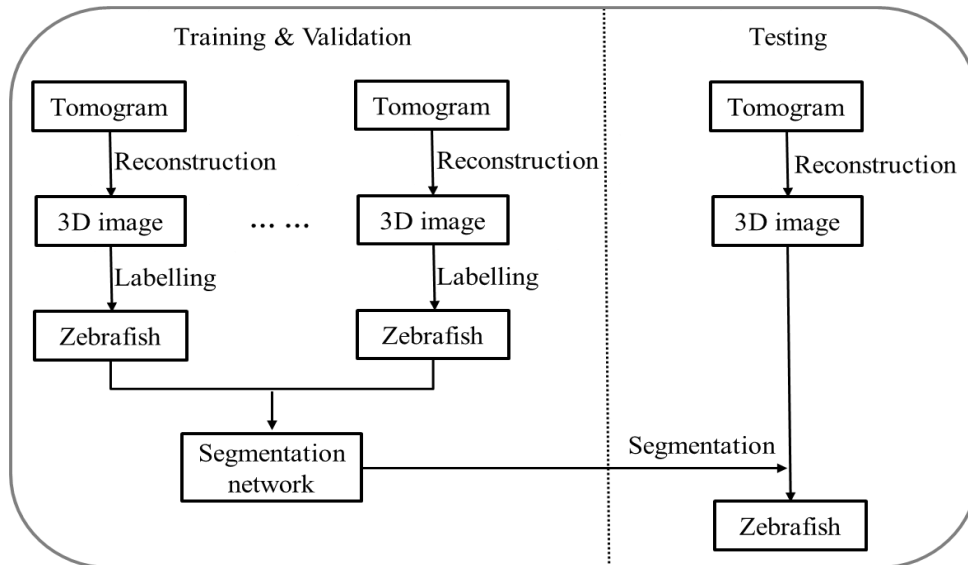 Training & Validation
Testing
Tomogram
Tomogram
Tomogram
Reconstruction
Reconstruction
Reconstruction
3D image
... ...
3D image
3D image
Labelling
Labelling
Zebrafish
Zebrafish
Segmentation
network
Segmentation
Zebrafish